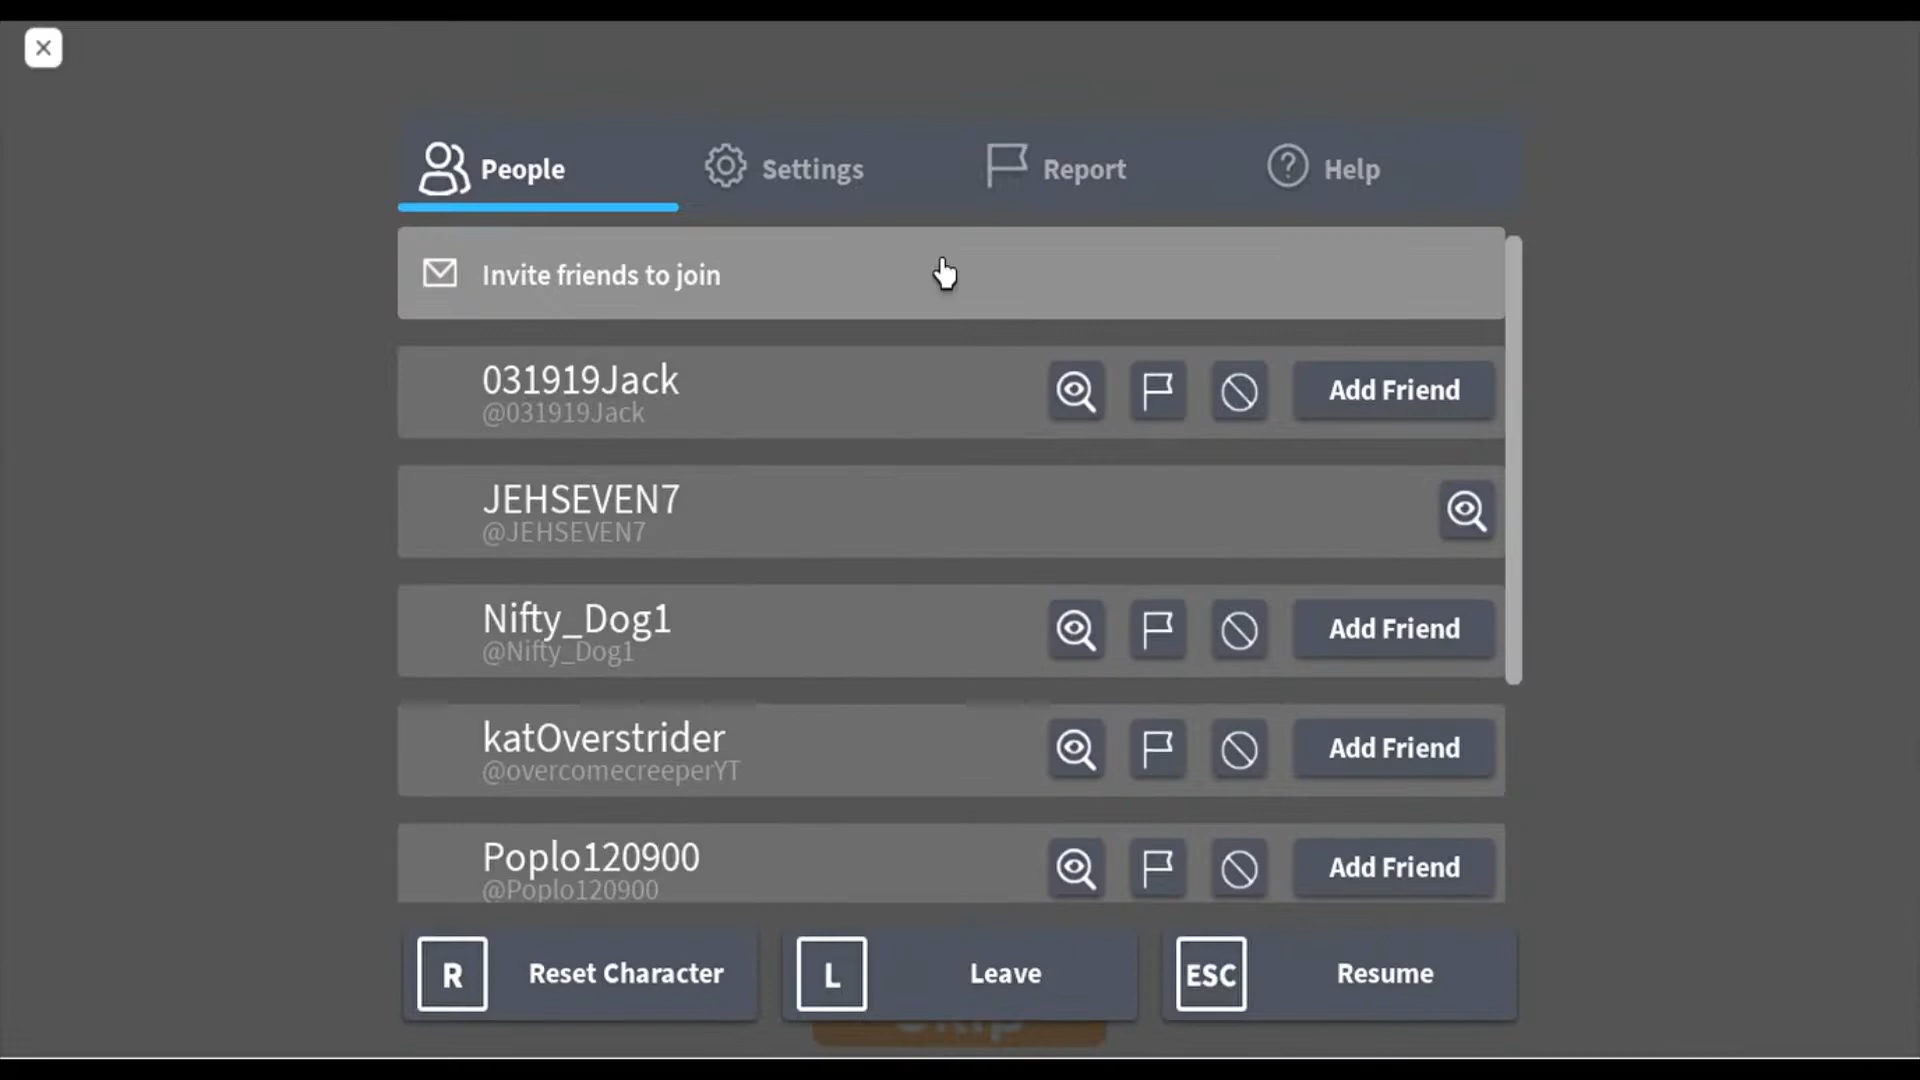 People
Settings
Report
Help
Invite friends to join
031919Jack
@031919Jack
Add Friend
JEHSEVEN7
@JEHSEVEN7
Nifty_Dog1
@Nifty_Dog1
Add Friend
katOverstrider
@overcomecreeperYT
Add Friend
Poplo120900
@Poplo120900
Add Friend
R Reset Character
L Leave
ESC Resume
Skip